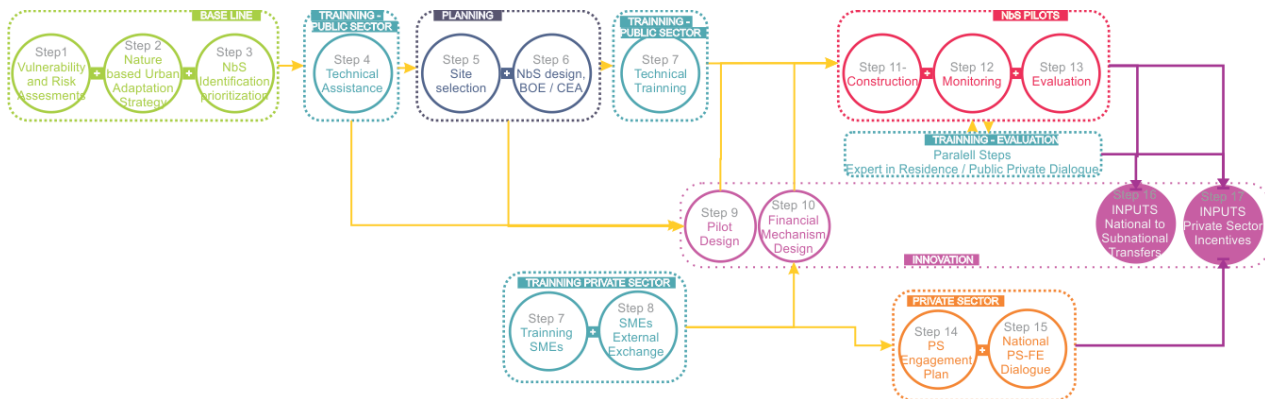 BASE LINE
Step1
Vulnerability
and Risk
Assesments
+
Step 2
Nature
based Urban
Adaptation
Strategy
+
Step 3
NbS
Identification
prioritization
TRAINNING -
PUBLIC SECTOR
Step 4
Technical
Assistance
PLANNING
Step 5
Site
selection
+
Step 6
NbS design,
BOE / CEA
TRAINNING -
PUBLIC SECTOR
Step 7
Technical
Trainning
NbS PILOTS
Step 11-
Construction
+
Step 12
Monitoring
+
Step 13
Evaluation
TRAINNING - EVALUATION
Paralell Steps
Expert in Residence / Public Private Dialogue
Step 9
Pilot
Design
Step 10
Financial
Mechanism
Design
Step 16
INPUTS
National to
Subnational
Transfers
Step 17
INPUTS
Private Sector
Incentives
INNOVATION
TRAINNING PRIVATE SECTOR
Step 7
Trainning
SMEs
+
Step 8
SMEs
External
Exchange
PRIVATE SECTOR
Step 14
PS
Engagement
Plan
+
Step 15
National
PS-FE
Dialogue